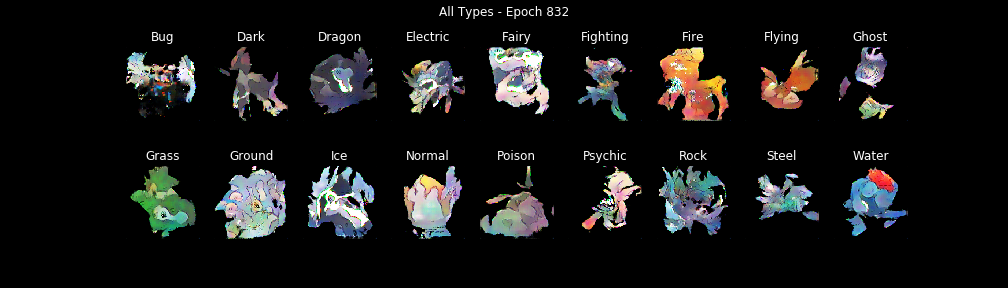 All Types - Epoch 832
Bug Dark Dragon Electric Fairy Fighting Fire Flying Ghost
Grass Ground Ice Normal Poison Psychic Rock Steel Water